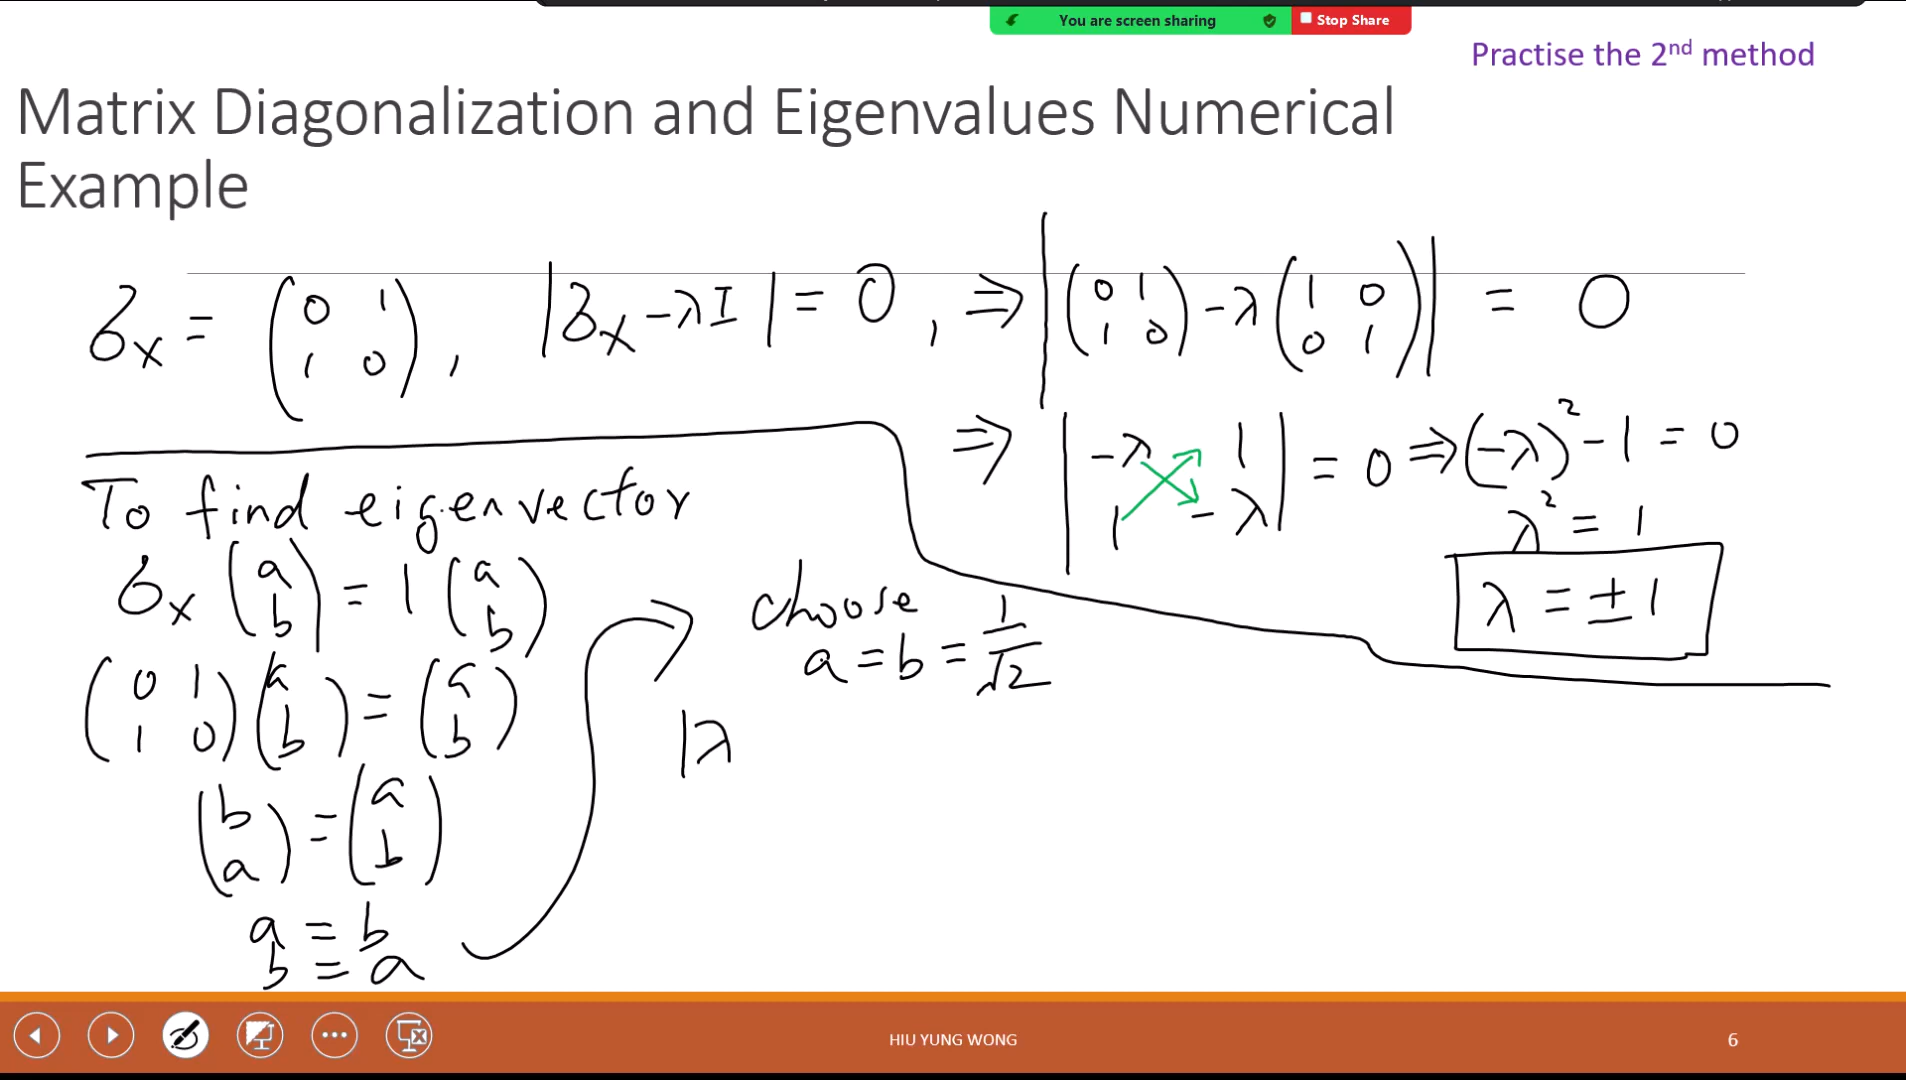 You are screen sharing
Stop Share
Practise the 2nd method
Matrix Diagonalization and Eigenvalues Numerical
Example
σx = (0 1
1 0), |σx - λI| = 0, ⇒ |(0 1
1 0) - λ(1 0
0 1)| = 0
⇒ |-λ 1
1 -λ| = 0 ⇒ (-λ)² - 1 = 0
λ² = 1
λ = ±1
To find eigenvector
σx (a
b) = 1 (a
b)
(0 1
1 0)(a
b) = (a
b)
(b
a) = (a
b)
a = b
b = a
choose
a = b = 1/√2
|λ
HIU YUNG WONG
6